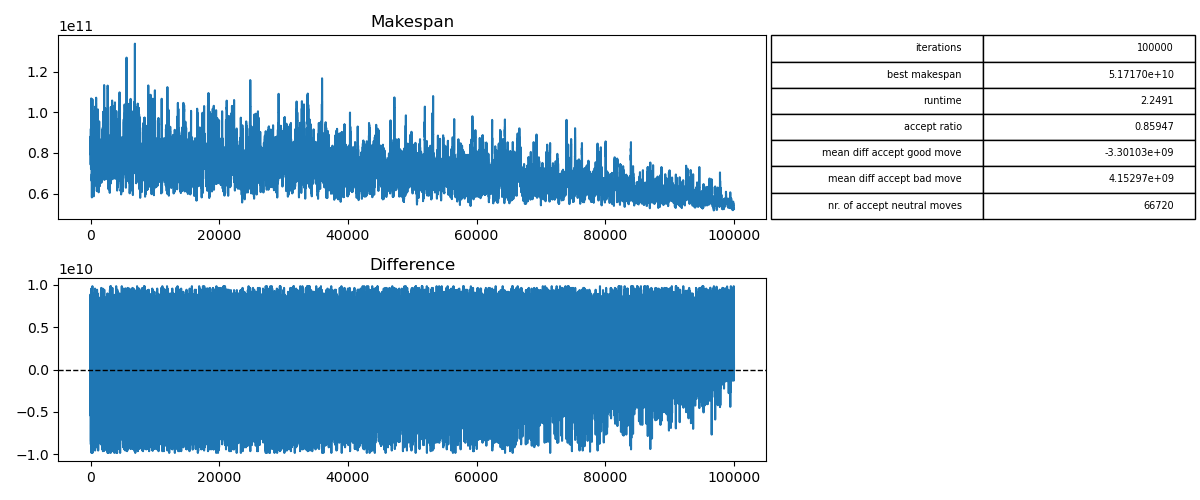 Makespan
1e11
1.2
1.0
0.8
0.6
0 20000 40000 60000 80000 100000
iterations 100000
best makespan 5.17170e+10
runtime 2.2491
accept ratio 0.85947
mean diff accept good move -3.30103e+09
mean diff accept bad move 4.15297e+09
nr. of accept neutral moves 66720
Difference
1e10
1.0
0.5
0.0
−0.5
−1.0
0 20000 40000 60000 80000 100000